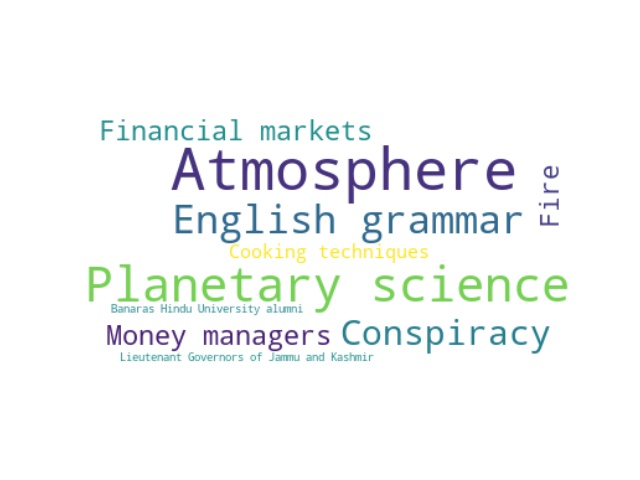 Financial markets
Atmosphere
Fire
English grammar
Cooking techniques
Planetary science
Banaras Hindu University alumni
Money managers
Conspiracy
Lieutenant Governors of Jammu and Kashmir